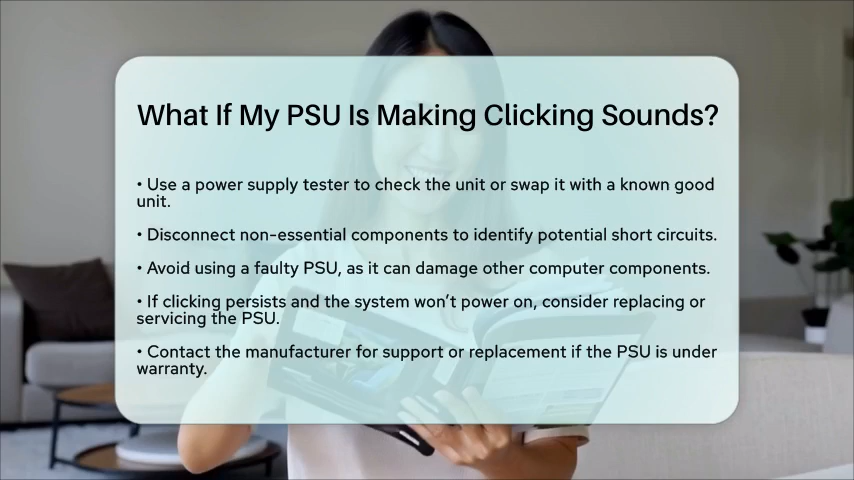 What If My PSU Is Making Clicking Sounds?
• Use a power supply tester to check the unit or swap it with a known good
unit.
• Disconnect non-essential components to identify potential short circuits.
• Avoid using a faulty PSU, as it can damage other computer components.
• If clicking persists and the system won’t power on, consider replacing or
servicing the PSU.
• Contact the manufacturer for support or replacement if the PSU is under
warranty.